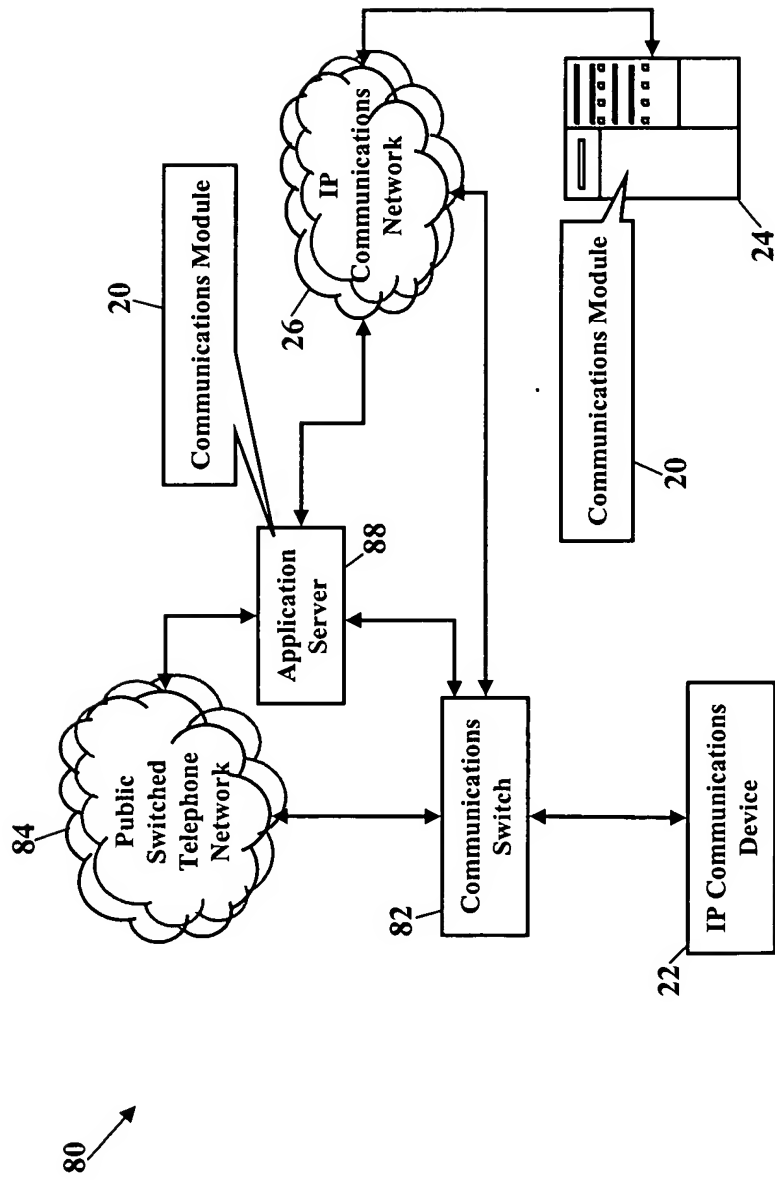 80
84
Public
Switched
Telephone
Network
20
Communications Module
Application
Server
88
26
IP
Communications
Network
82
Communications
Switch
22
IP Communications
Device
20
Communications Module
24